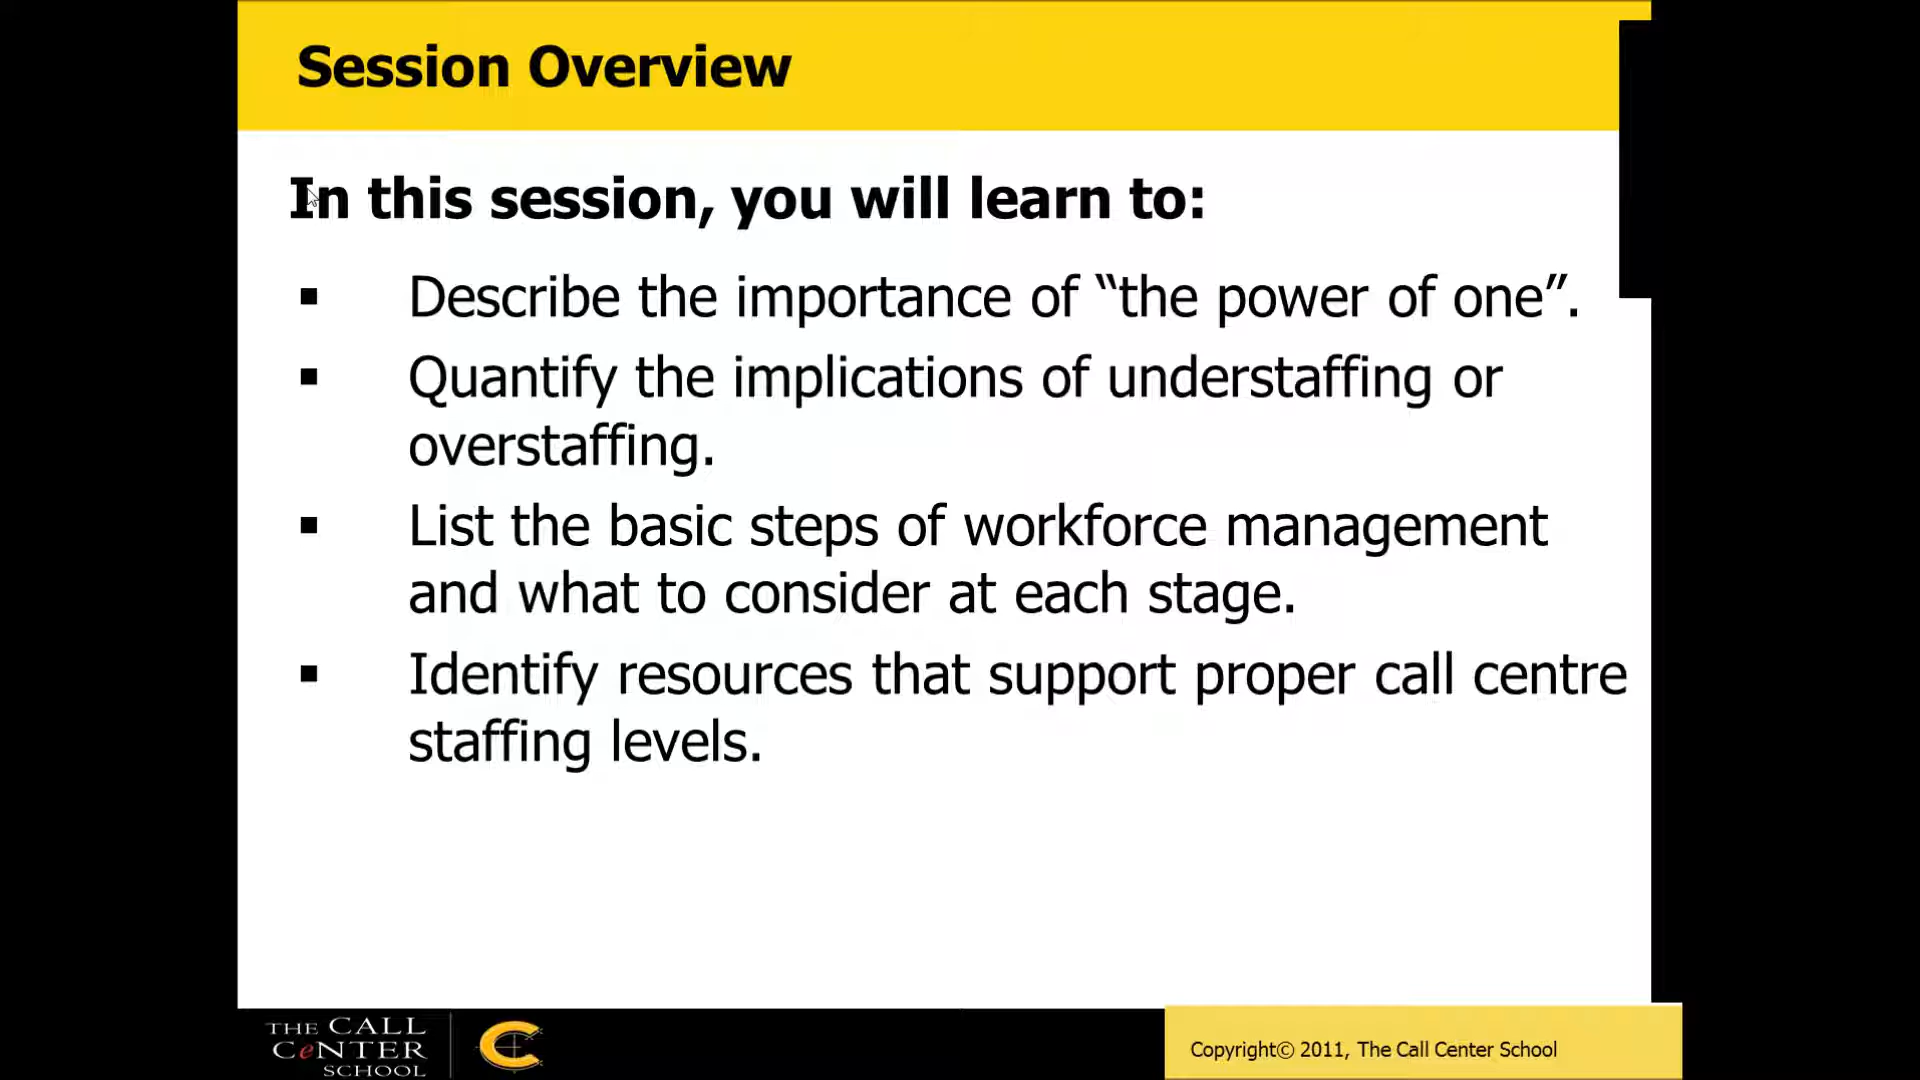 Session Overview
In this session, you will learn to:
▪ Describe the importance of “the power of one”.
▪ Quantify the implications of understaffing or
overstaffing.
▪ List the basic steps of workforce management
and what to consider at each stage.
▪ Identify resources that support proper call centre
staffing levels.
THE CALL
CeNTER
SCHOOL
C
Copyright© 2011, The Call Center School